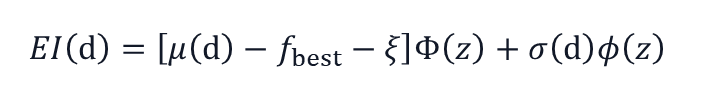 EI(d) = [μ(d) − f_best − ξ]Φ(z) + σ(d)ϕ(z)